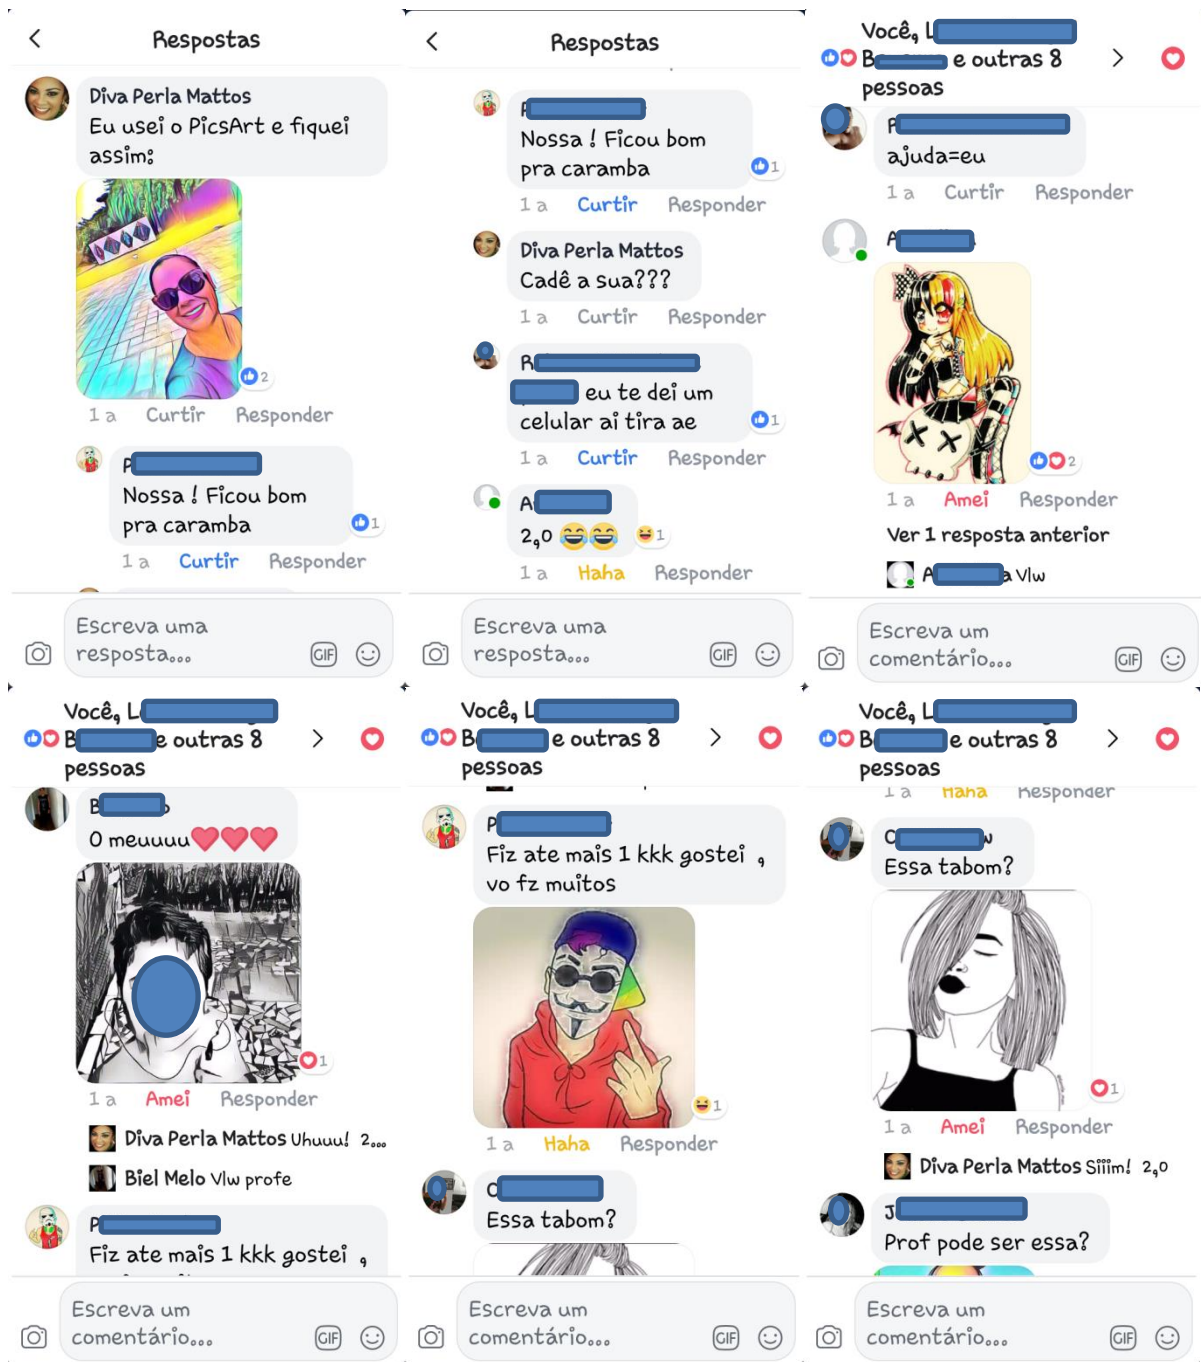 Respostas
Diva Perla Mattos
Eu usei o PicsArt e fiquei
assim:
2
1 a Curtir Responder
P
Nossa ! Ficou bom
pra caramba
1
1 a Curtir Responder
Escreva uma
resposta...
GIF
Respostas
Nossa ! Ficou bom
pra caramba
1
1 a Curtir Responder
Diva Perla Mattos
Cadê a sua???
1 a Curtir Responder
R
eu te dei um
celular ai tira ae
1
1 a Curtir Responder
A
2,0 😂😂
1
1 a Haha Responder
Escreva uma
resposta...
GIF
Você, L
B e outras 8
pessoas
ajuda=eu
1 a Curtir Responder
A
2
1 a Amei Responder
Ver 1 resposta anterior
A a Vlw
Escreva um
comentário...
GIF
Você, L
B e outras 8
pessoas
B
O meuuuu❤❤❤
1
1 a Amei Responder
Diva Perla Mattos Uhuuu! 2...
Biel Melo Vlw profe
P
Fiz ate mais 1 kkk gostei ,
Escreva um
comentário...
GIF
Você, L
B e outras 8
pessoas
P
Fiz ate mais 1 kkk gostei ,
vo fz muitos
1
1 a Haha Responder
C
Essa tabom?
Escreva um
comentário...
GIF
Você, L
B e outras 8
pessoas
1 a Haha Responder
C w
Essa tabom?
1
1 a Amei Responder
Diva Perla Mattos Siiim! 2,0
J
Prof pode ser essa?
Escreva um
comentário...
GIF